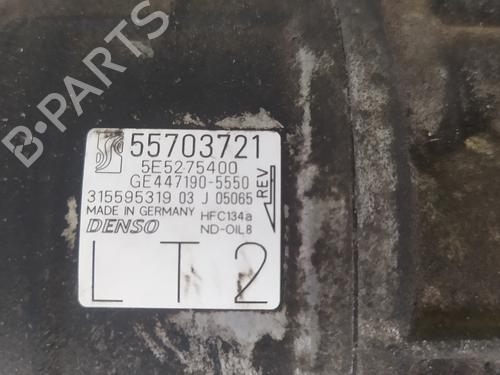 55703721
5E5275400
GE447190-5550
315595319 03 J 05065
REV
MADE IN GERMANY
HFC134a
DENSO
ND-OIL8
LT2
B-PARTS